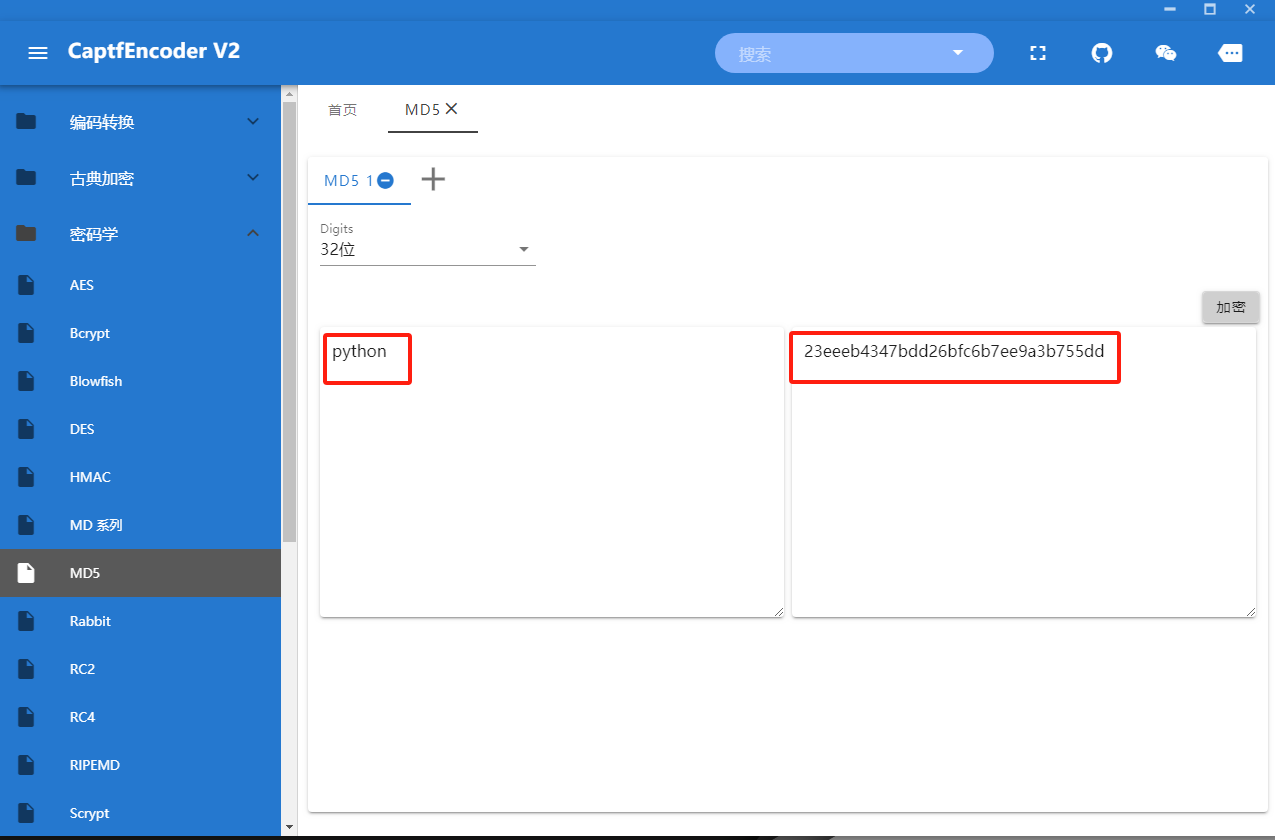 CaptfEncoder V2
搜索
编码转换
古典加密
密码学
AES
Bcrypt
Blowfish
DES
HMAC
MD 系列
MD5
Rabbit
RC2
RC4
RIPEMD
Scrypt
首页
MD5
MD5 1
Digits
32位
加密
python
23eeeb4347bdd26bfc6b7ee9a3b755dd